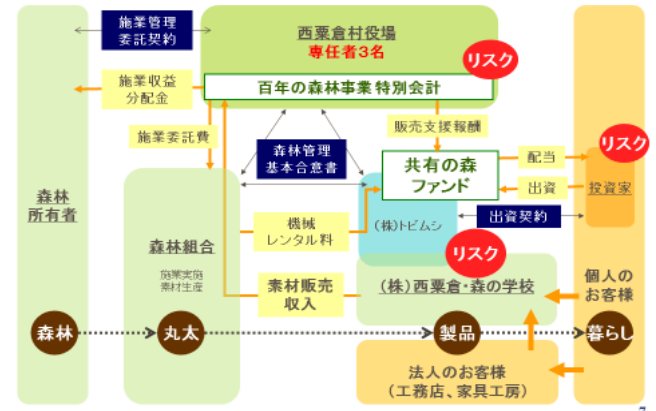 施業管理
委託契約
西粟倉村役場
専任者3名
リスク
百年の森林事業特別会計
施業収益
分配金
施業委託費
森林管理
基本合意書
販売支援報酬
共有の森
ファンド
配当
出資
リスク
投資家
森林
所有者
森林組合
施業実施
素材生産
機械
レンタル料
(株)トビムシ
出資契約
リスク
素材販売
収入
(株)西粟倉・森の学校
個人の
お客様
森林
丸太
製品
暮らし
法人のお客様
(工務店、家具工房)